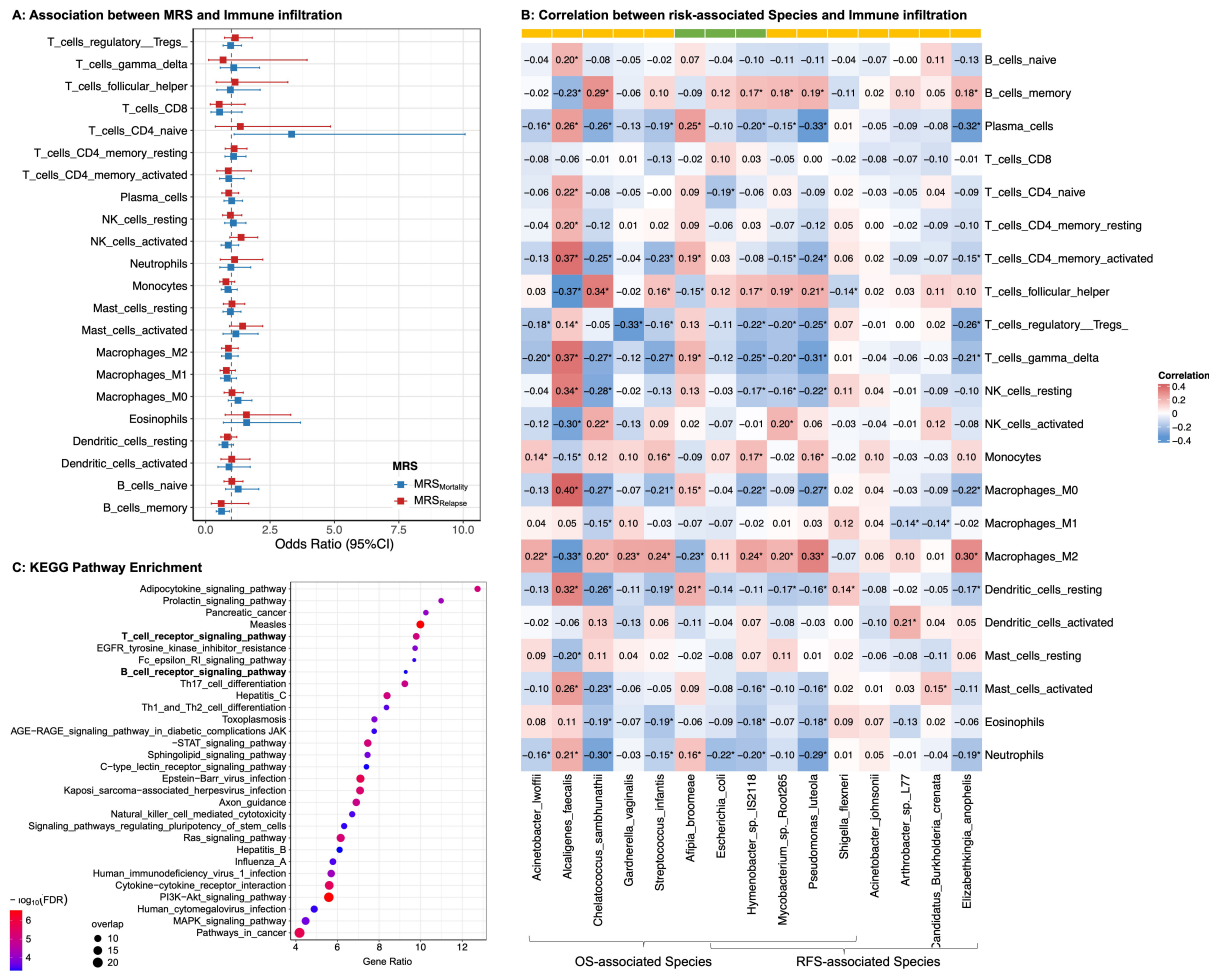 A: Association between MRS and Immune infiltration
T_cells_regulatory__Tregs_
T_cells_gamma_delta
T_cells_follicular_helper
T_cells_CD8
T_cells_CD4_naive
T_cells_CD4_memory_resting
T_cells_CD4_memory_activated
Plasma_cells
NK_cells_resting
NK_cells_activated
Neutrophils
Monocytes
Mast_cells_resting
Mast_cells_activated
Macrophages_M2
Macrophages_M1
Macrophages_M0
Eosinophils
Dendritic_cells_resting
Dendritic_cells_activated
B_cells_naive
B_cells_memory
MRS
MRSMortality
MRSRelapse
0.0 2.5 5.0 7.5 10.0
Odds Ratio (95%CI)
B: Correlation between risk-associated Species and Immune infiltration
−0.04 0.20* −0.08 −0.05 −0.02 0.07 −0.04 −0.10 −0.11 −0.11 −0.04 −0.07 −0.00 0.11 −0.13 B_cells_naive
0.02 −0.23* 0.29* −0.06 0.10 −0.09 0.12 0.17* 0.18* 0.19* −0.11 0.02 0.10 0.05 0.18* B_cells_memory
−0.16* 0.26* −0.26* −0.13 −0.19* 0.25* −0.10 −0.20* −0.15* −0.33* 0.01 −0.05 −0.09 −0.08 −0.32* Plasma_cells
−0.08 −0.06 −0.01 0.01 −0.13 −0.02 0.10 0.03 −0.05 0.00 −0.02 −0.08 −0.07 −0.10 −0.01 T_cells_CD8
−0.06 0.22* −0.08 −0.05 −0.00 0.09 −0.19* −0.06 0.03 −0.09 0.02 −0.03 −0.05 0.04 −0.09 T_cells_CD4_naive
−0.04 0.20* −0.12 0.01 0.02 0.09 −0.06 0.03 −0.07 −0.12 0.05 0.00 −0.02 −0.09 −0.10 T_cells_CD4_memory_resting
−0.13 0.37* −0.25* −0.04 −0.23* 0.19* 0.03 −0.08 −0.15* −0.24* 0.06 0.02 −0.09 −0.07 −0.15* T_cells_CD4_memory_activated
0.03 −0.37* 0.34* −0.02 0.16* −0.15* 0.12 0.17* 0.19* 0.21* −0.14* 0.02 0.03 0.11 0.10 T_cells_follicular_helper
−0.18* 0.14* −0.05 −0.33* −0.16* 0.13 −0.11 −0.22* −0.20* −0.25* 0.07 −0.01 0.00 0.02 −0.26* T_cells_regulatory__Tregs_
−0.20* 0.37* −0.27* −0.12 −0.27* 0.19* −0.12 −0.25* −0.20* −0.31* 0.01 −0.04 −0.06 −0.03 −0.21* T_cells_gamma_delta
−0.04 0.34* −0.28* −0.02 −0.13 0.13 −0.03 −0.17* −0.16* −0.22* 0.11 0.04 −0.01 −0.09 −0.10 NK_cells_resting
−0.12 −0.30* 0.22* −0.13 0.09 0.02 −0.07 −0.01 0.20* 0.06 −0.03 −0.04 −0.01 0.12 −0.08 NK_cells_activated
0.14* −0.15* 0.12 0.10 0.16* −0.09 0.07 0.17* −0.02 0.16* −0.02 0.10 −0.03 −0.03 0.10 Monocytes
−0.13 0.40* −0.27* −0.07 −0.21* 0.15* −0.04 −0.22* −0.09 −0.27* 0.02 0.04 −0.03 −0.09 −0.22* Macrophages_M0
0.04 0.05 −0.15* 0.10 −0.03 −0.07 −0.07 −0.02 0.01 0.03 0.12 0.04 −0.14* −0.14* −0.02 Macrophages_M1
0.22* −0.33* 0.20* 0.23* 0.24* −0.23* 0.11 0.24* 0.20* 0.33* −0.07 0.06 0.10 0.01 0.30* Macrophages_M2
−0.13 0.32* −0.26* −0.11 −0.19* 0.21* −0.14 −0.11 −0.17* −0.16* 0.14* −0.08 −0.02 −0.05 −0.17* Dendritic_cells_resting
−0.02 −0.06 0.13 −0.13 0.06 −0.11 −0.04 0.07 −0.08 −0.03 0.00 −0.10 0.21* 0.04 0.05 Dendritic_cells_activated
0.09 −0.20* 0.11 0.04 0.02 −0.02 −0.08 0.07 0.11 0.01 0.02 −0.06 −0.08 −0.11 0.06 Mast_cells_resting
−0.10 0.26* −0.23* −0.06 −0.05 0.09 −0.08 −0.16* −0.10 −0.16* 0.02 0.01 0.03 0.15* −0.11 Mast_cells_activated
0.08 0.11 −0.19* −0.07 −0.19* −0.06 −0.09 −0.18* −0.07 −0.18* 0.09 0.07 −0.13 0.02 −0.06 Eosinophils
−0.16* 0.21* −0.30* −0.03 −0.15* 0.16* −0.22* −0.20* −0.10 −0.29* 0.01 0.05 −0.01 −0.04 −0.19* Neutrophils
Acinetobacter_lwoffii
Alcaligenes_faecalis
Chelatococcus_sambhunathii
Gardnerella_vaginalis
Streptococcus_infantis
Afipia_broomeae
Escherichia_coli
Hymenobacter_sp._IS2118
Mycobacterium_sp._Root265
Pseudomonas_luteola
Shigella_flexneri
Acinetobacter_johnsonii
Arthrobacter_sp._L77
Candidatus_Burkholderia_crenata
Elizabethkingia_anophelis
OS-associated Species
RFS-associated Species
Correlation
0.4
0.2
0
−0.2
−0.4
C: KEGG Pathway Enrichment
Adipocytokine_signaling_pathway
Prolactin_signaling_pathway
Pancreatic_cancer
Measles
T_cell_receptor_signaling_pathway
EGFR_tyrosine_kinase_inhibitor_resistance
Fc_epsilon_RI_signaling_pathway
B_cell_receptor_signaling_pathway
Th17_cell_differentiation
Hepatitis_C
Th1_and_Th2_cell_differentiation
Toxoplasmosis
AGE−RAGE_signaling_pathway_in_diabetic_complications JAK
−STAT_signaling_pathway
Sphingolipid_signaling_pathway
C−type_lectin_receptor_signaling_pathway
Epstein−Barr_virus_infection
Kaposi_sarcoma−associated_herpesvirus_infection
Axon_guidance
Natural_killer_cell_mediated_cytotoxicity
Signaling_pathways_regulating_pluripotency_of_stem_cells
Ras_signaling_pathway
Hepatitis_B
Influenza_A
Human_immunodeficiency_virus_1_infection
Cytokine−cytokine_receptor_interaction
PI3K−Akt_signaling_pathway
Human_cytomegalovirus_infection
MAPK_signaling_pathway
Pathways_in_cancer
4 6 8 10 12
Gene Ratio
−log10(FDR)
6
5
4
overlap
10
15
20